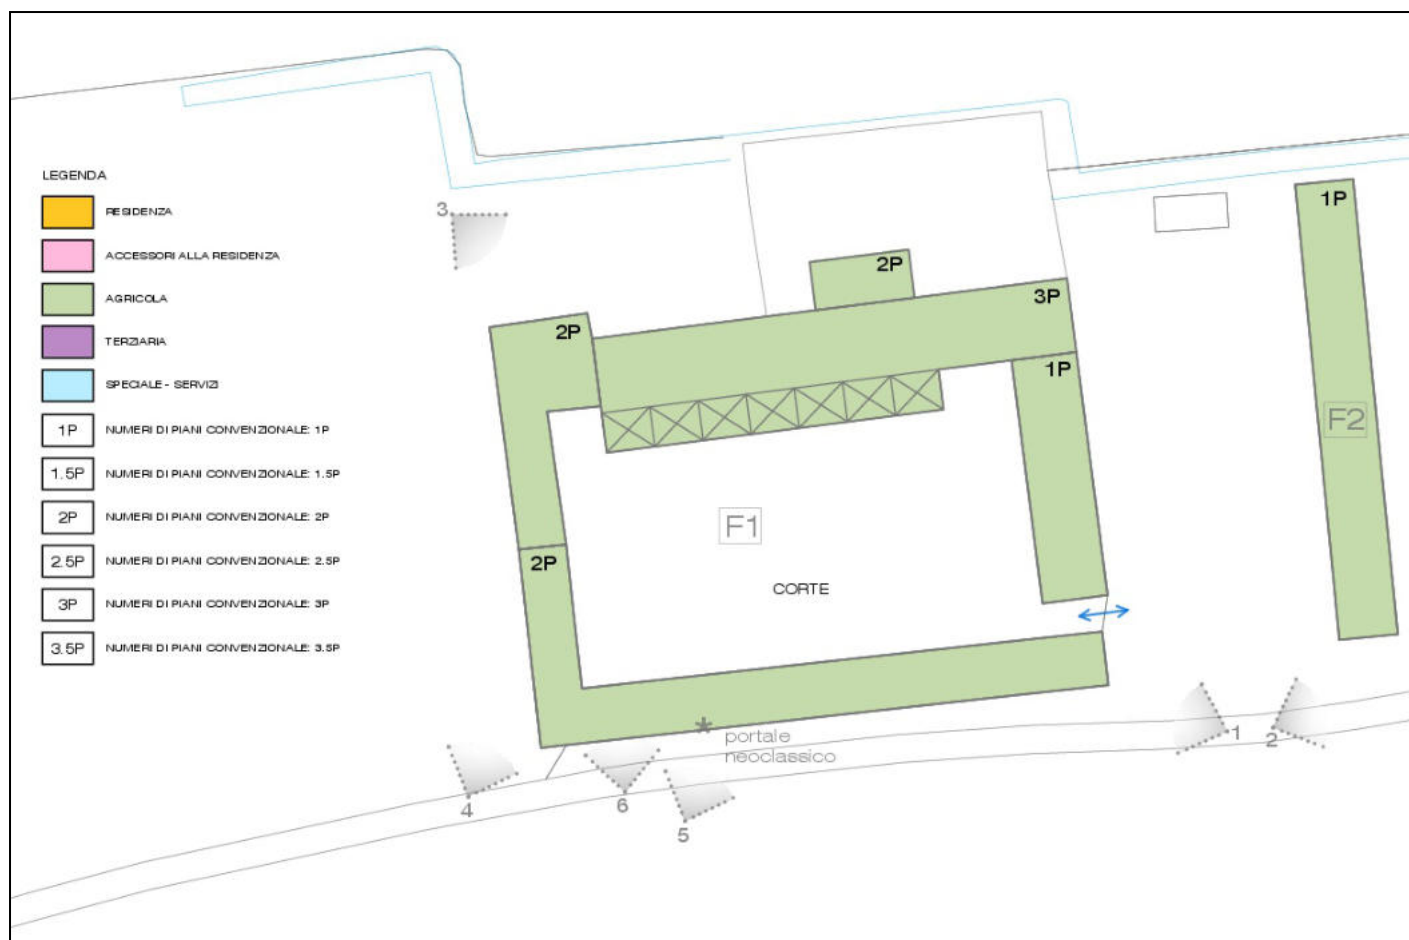 LEGENDA
RESIDENZA
ACCESSORI ALLA RESIDENZA
AGRICOLA
TERZIARIA
SPECIALE - SERVIZI
1P NUMERI DI PIANI CONVENZIONALE: 1P
1.5P NUMERI DI PIANI CONVENZIONALE: 1.5P
2P NUMERI DI PIANI CONVENZIONALE: 2P
2.5P NUMERI DI PIANI CONVENZIONALE: 2.5P
3P NUMERI DI PIANI CONVENZIONALE: 3P
3.5P NUMERI DI PIANI CONVENZIONALE: 3.5P
3
1P
2P
3P
2P
1P
F2
F1
2P
CORTE
portale
neoclassico
1
2
4
6
5